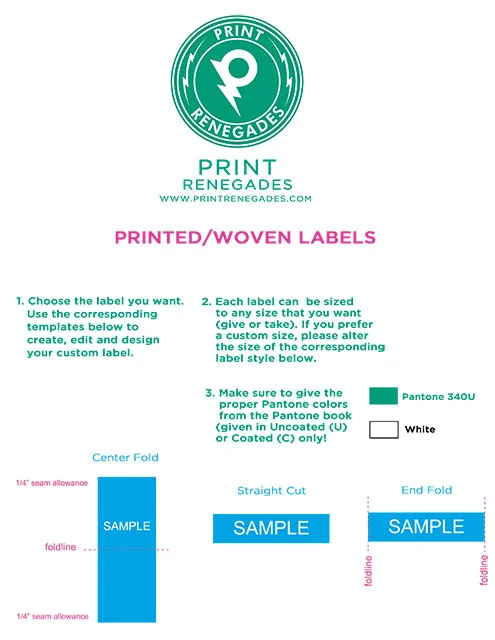 PRINT
RENEGADES
PRINT
RENEGADES
WWW.PRINTRENEGADES.COM
PRINTED/WOVEN LABELS
1. Choose the label you want.
Use the corresponding
templates below to
create, edit and design
your custom label.
2. Each label can be sized
to any size that you want
(give or take). If you prefer
a custom size, please alter
the size of the corresponding
label style below.
3. Make sure to give the
proper Pantone colors
from the Pantone book
(given in Uncoated (U)
or Coated (C) only!
Pantone 340U
White
Center Fold
1/4" seam allowance
SAMPLE
foldline
1/4" seam allowance
Straight Cut
SAMPLE
End Fold
SAMPLE
foldline
foldline